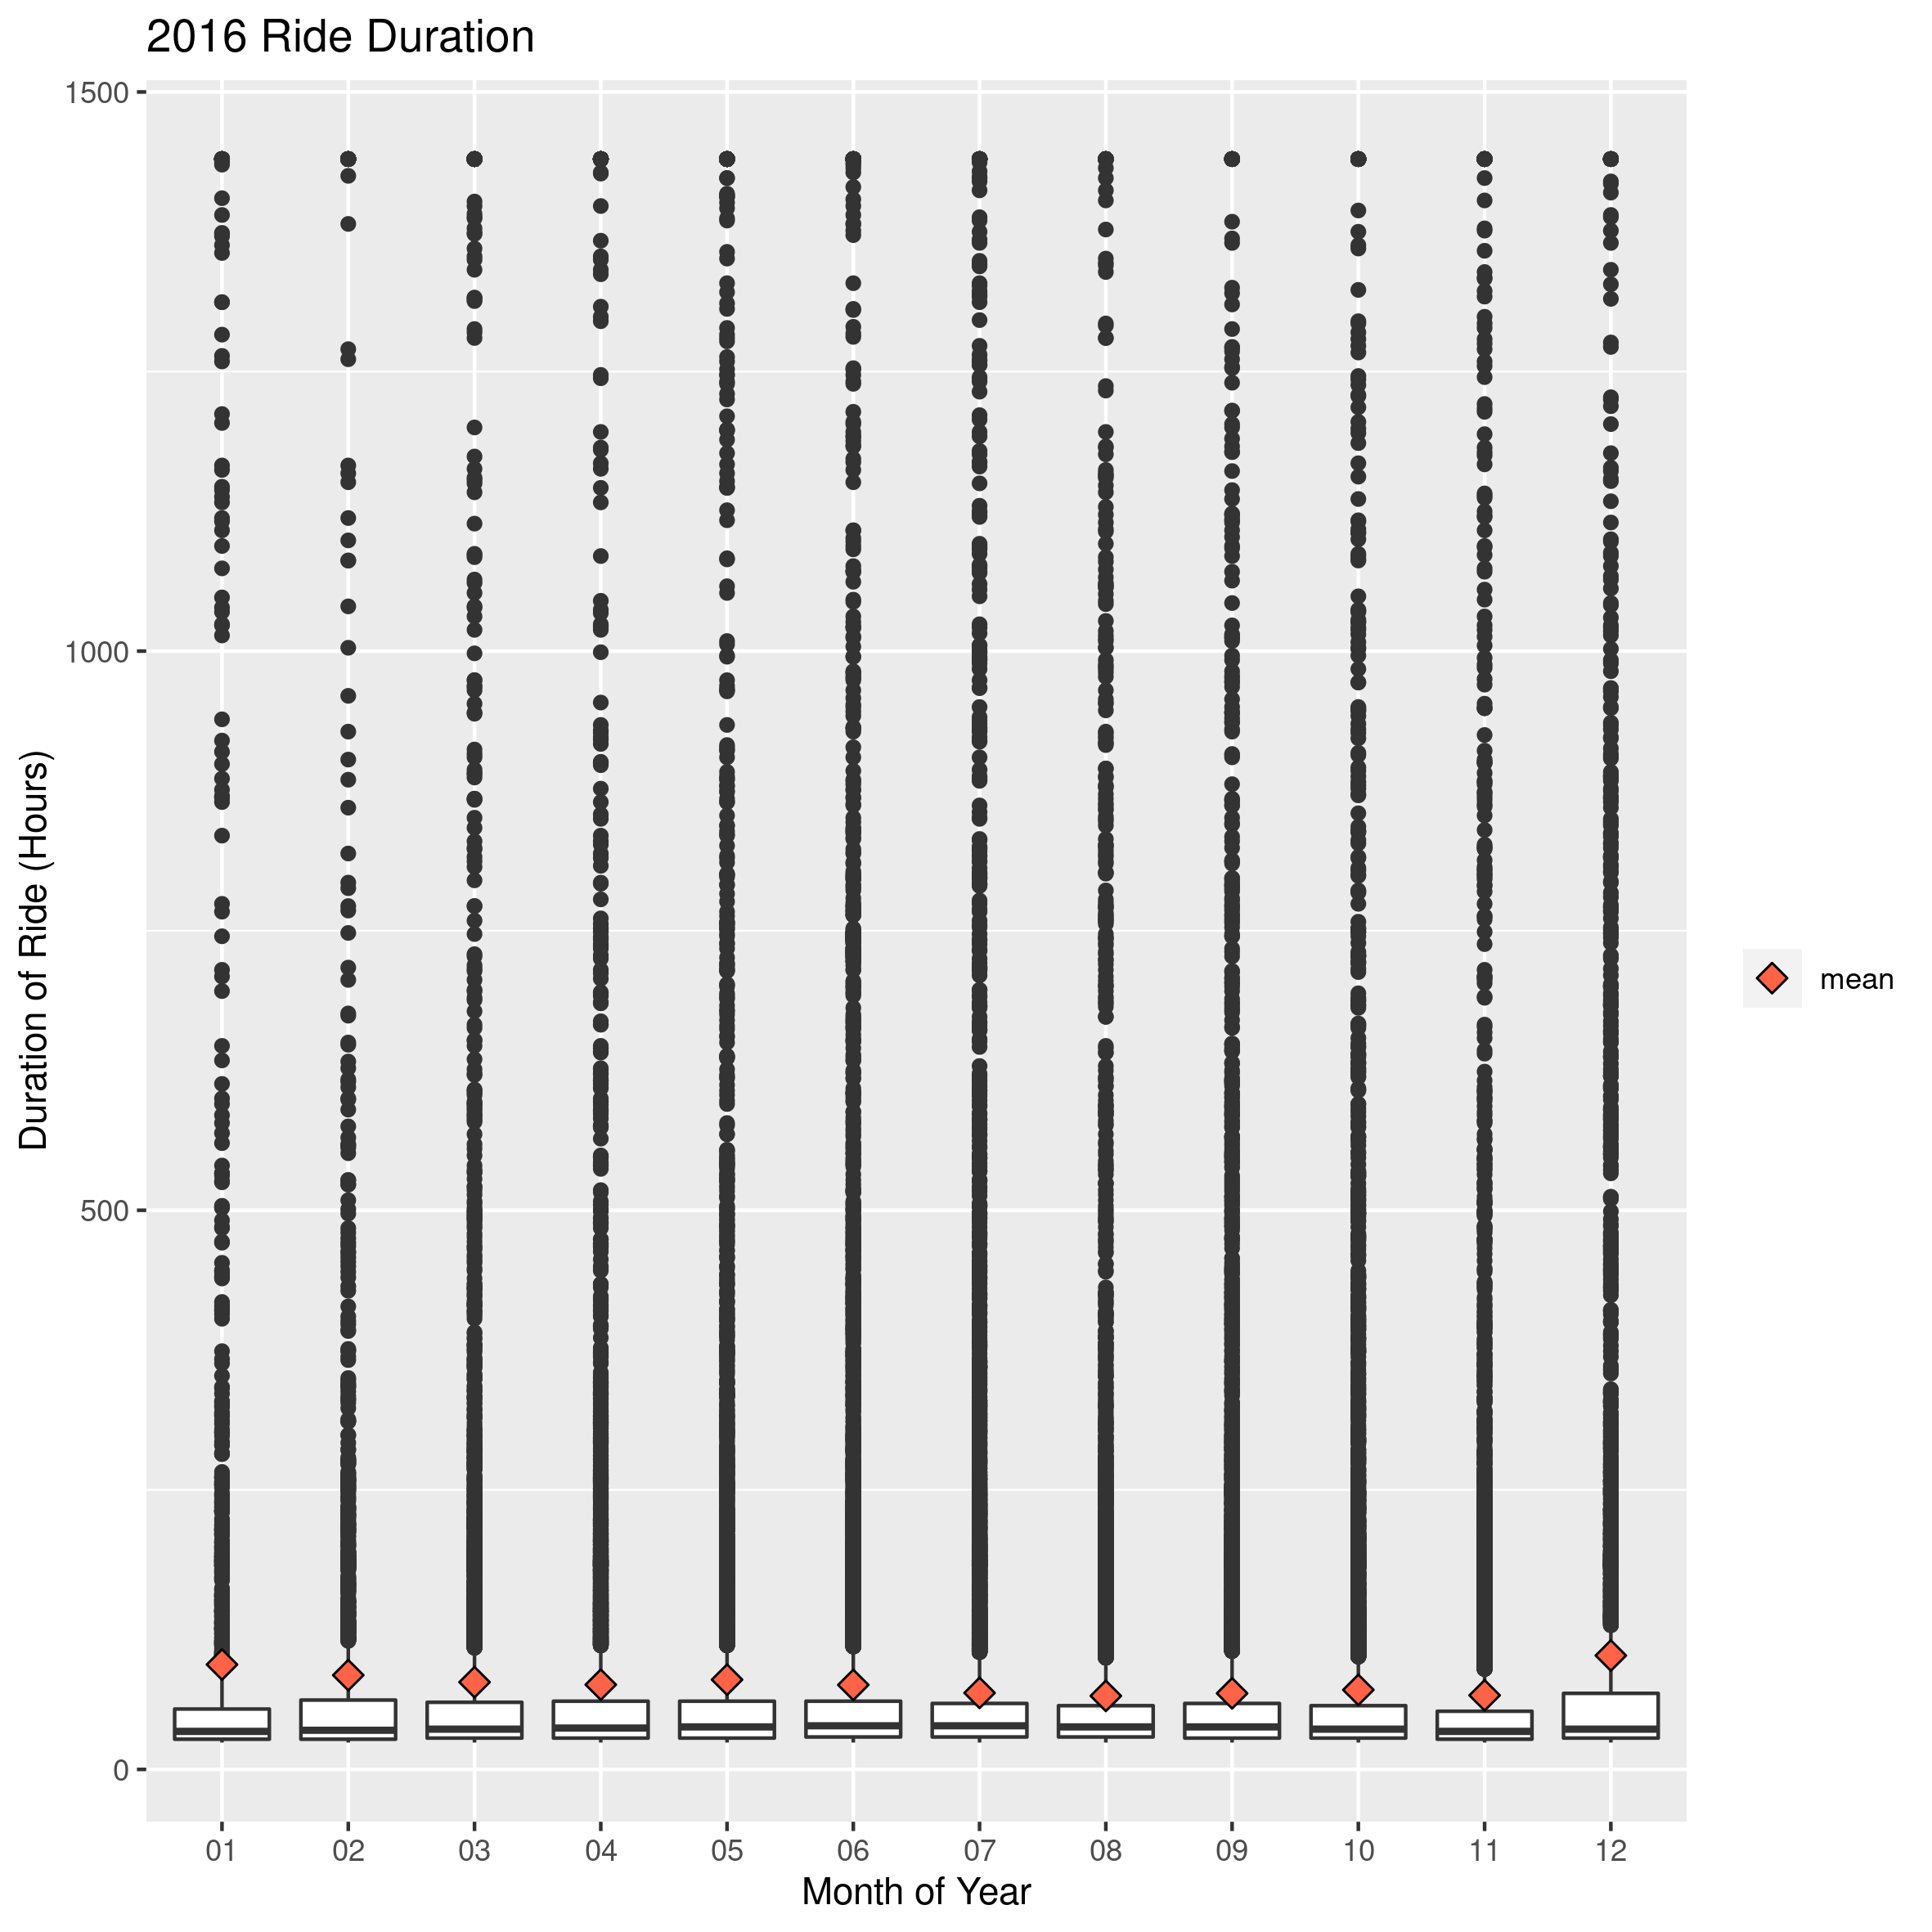 2016 Ride Duration
1500
1000
500
0
Duration of Ride (Hours)
01 02 03 04 05 06 07 08 09 10 11 12
Month of Year
mean